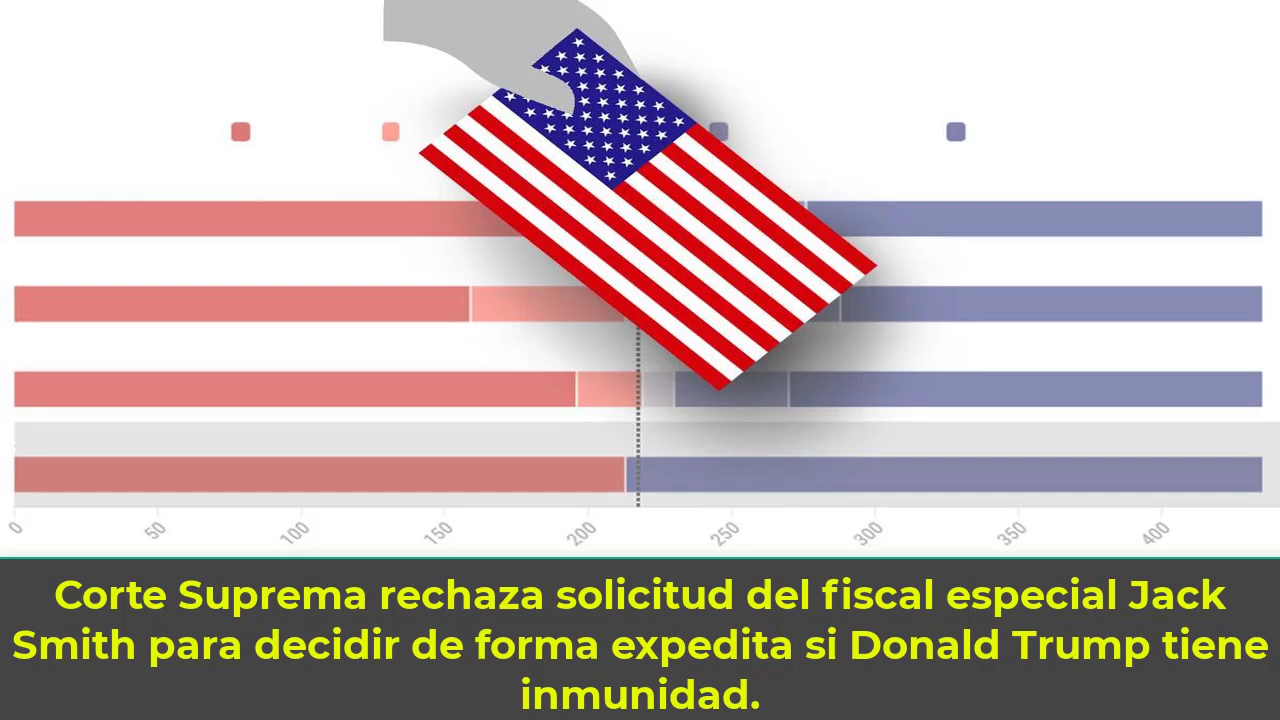 0 50 100 150 200 250 300 350 400
Corte Suprema rechaza solicitud del fiscal especial Jack
Smith para decidir de forma expedita si Donald Trump tiene
inmunidad.